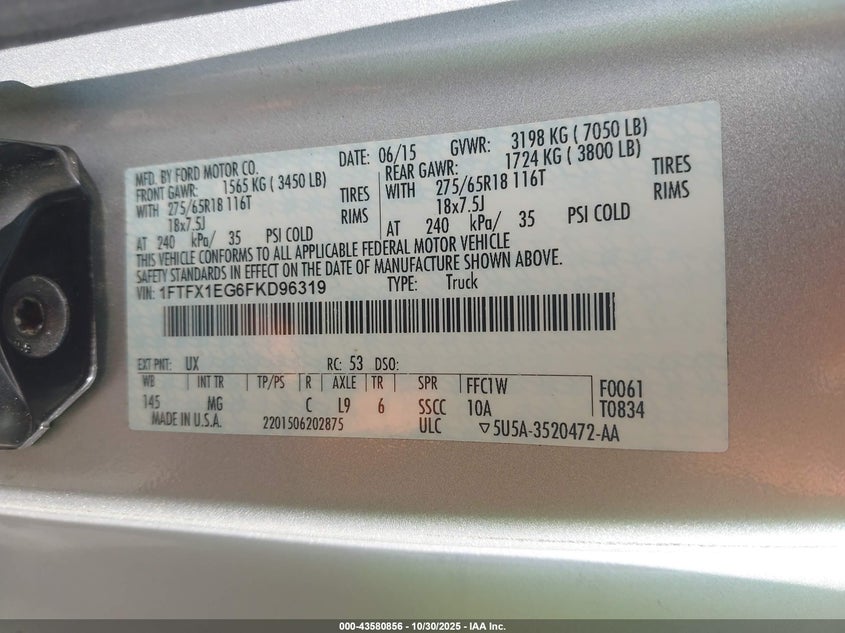 MFD. BY FORD MOTOR CO. DATE: 06/15 GVWR: 3198 KG ( 7050 LB)
FRONT GAWR: 1565 KG ( 3450 LB) REAR GAWR: 1724 KG ( 3800 LB)
WITH 275/65R18 116T TIRES WITH 275/65R18 116T TIRES
18x7.5J RIMS 18x7.5J RIMS
AT 240 kPa/ 35 PSI COLD AT 240 kPa/ 35 PSI COLD
THIS VEHICLE CONFORMS TO ALL APPLICABLE FEDERAL MOTOR VEHICLE
SAFETY STANDARDS IN EFFECT ON THE DATE OF MANUFACTURE SHOWN ABOVE.
VIN: 1FTFX1EG6FKD96319 TYPE: Truck
EXT PNT: UX RC: 53 DSO:
WB INT TR TP/PS R AXLE TR SPR FFC1W F0061
145 MG C L9 6 SSCC 10A T0834
MADE IN U.S.A. 2201506202875 ULC ▽5U5A-3520472-AA
000-43580856 - 10/30/2025 - IAA Inc.